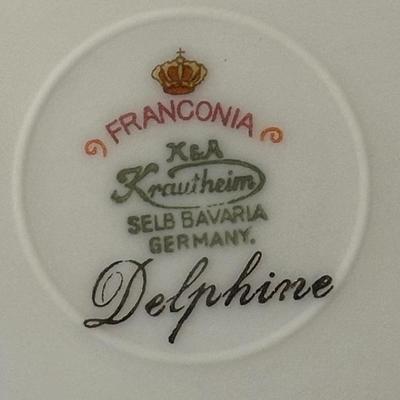 FRANCONIA
K&A
Krautheim
SELB BAVARIA
GERMANY.
Delphine